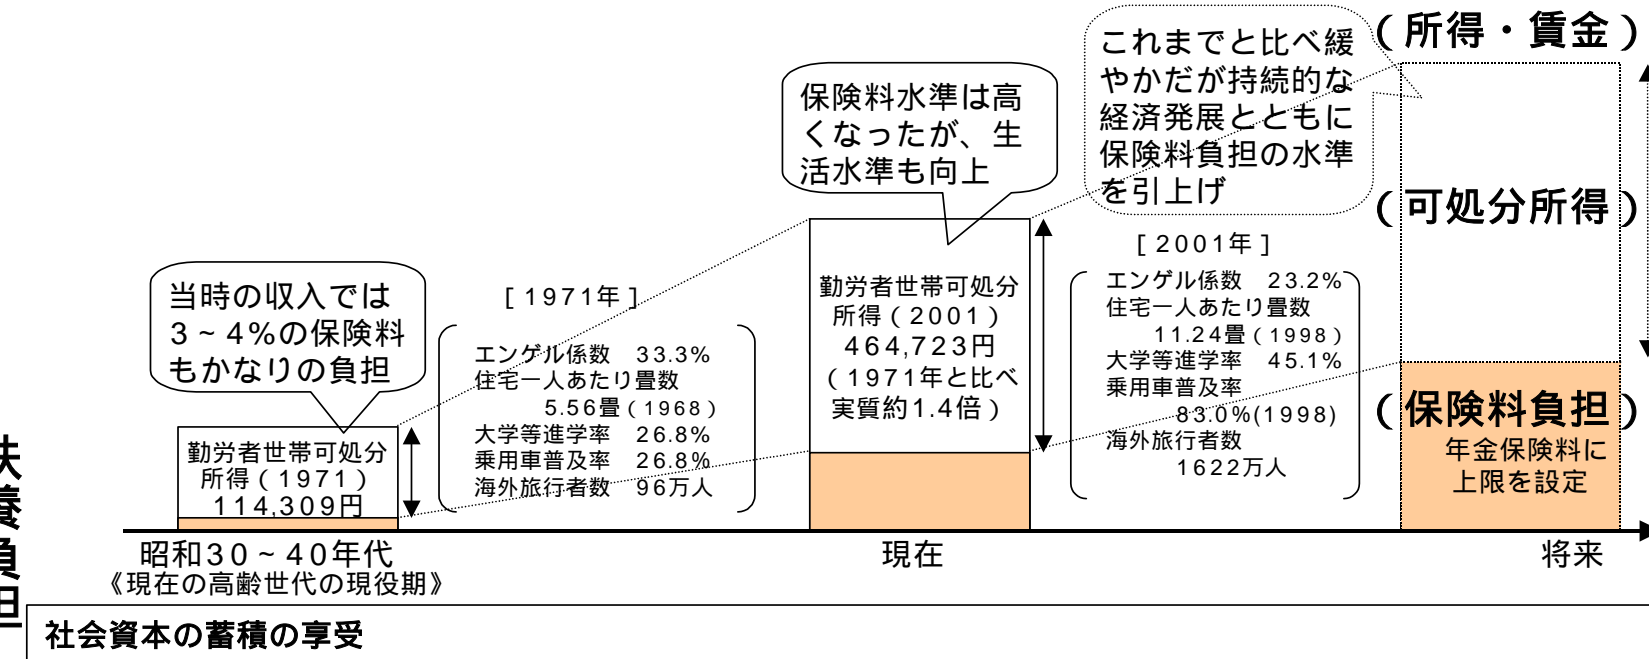 (所得・賃金)
これまでと比べ緩
やかだが持続的な
経済発展とともに
保険料負担の水準
を引上げ
保険料水準は高
くなったが、生
活水準も向上
(可処分所得)
[2001年]
エンゲル係数 23.2%
住宅一人あたり畳数
11.24畳(1998)
大学等進学率 45.1%
乗用車普及率
83.0%(1998)
海外旅行者数
1622万人
当時の収入では
3~4%の保険料
もかなりの負担
[1971年]
エンゲル係数 33.3%
住宅一人あたり畳数
5.56畳(1968)
大学等進学率 26.8%
乗用車普及率 26.8%
海外旅行者数 96万人
勤労者世帯可処分
所得(2001)
464,723円
(1971年と比べ
実質約1.4倍)
勤労者世帯可処分
所得(1971)
114,309円
(保険料負担)
年金保険料に
上限を設定
扶養負担
昭和30~40年代
《現在の高齢世代の現役期》
現在
将来
社会資本の蓄積の享受